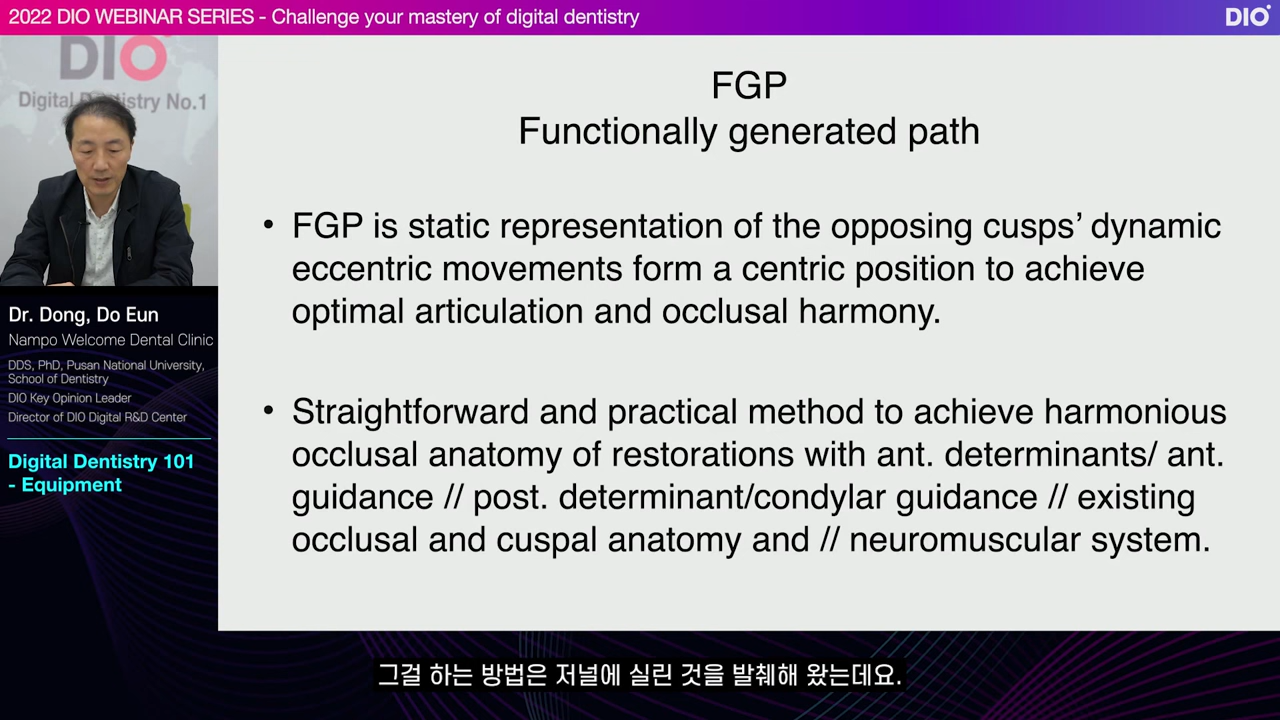 2022 DIO WEBINAR SERIES - Challenge your mastery of digital dentistry
DIO
DIO
Digital Dentistry No.1
FGP
Functionally generated path
• FGP is static representation of the opposing cusps’ dynamic
eccentric movements form a centric position to achieve
optimal articulation and occlusal harmony.
• Straightforward and practical method to achieve harmonious
occlusal anatomy of restorations with ant. determinants/ ant.
guidance // post. determinant/condylar guidance // existing
occlusal and cuspal anatomy and // neuromuscular system.
Dr. Dong, Do Eun
Nampo Welcome Dental Clinic
DDS, PhD, Pusan National University,
School of Dentistry
DIO Key Opinion Leader
Director of DIO Digital R&D Center
Digital Dentistry 101
- Equipment
그걸 하는 방법은 저널에 실린 것을 발췌해 왔는데요.